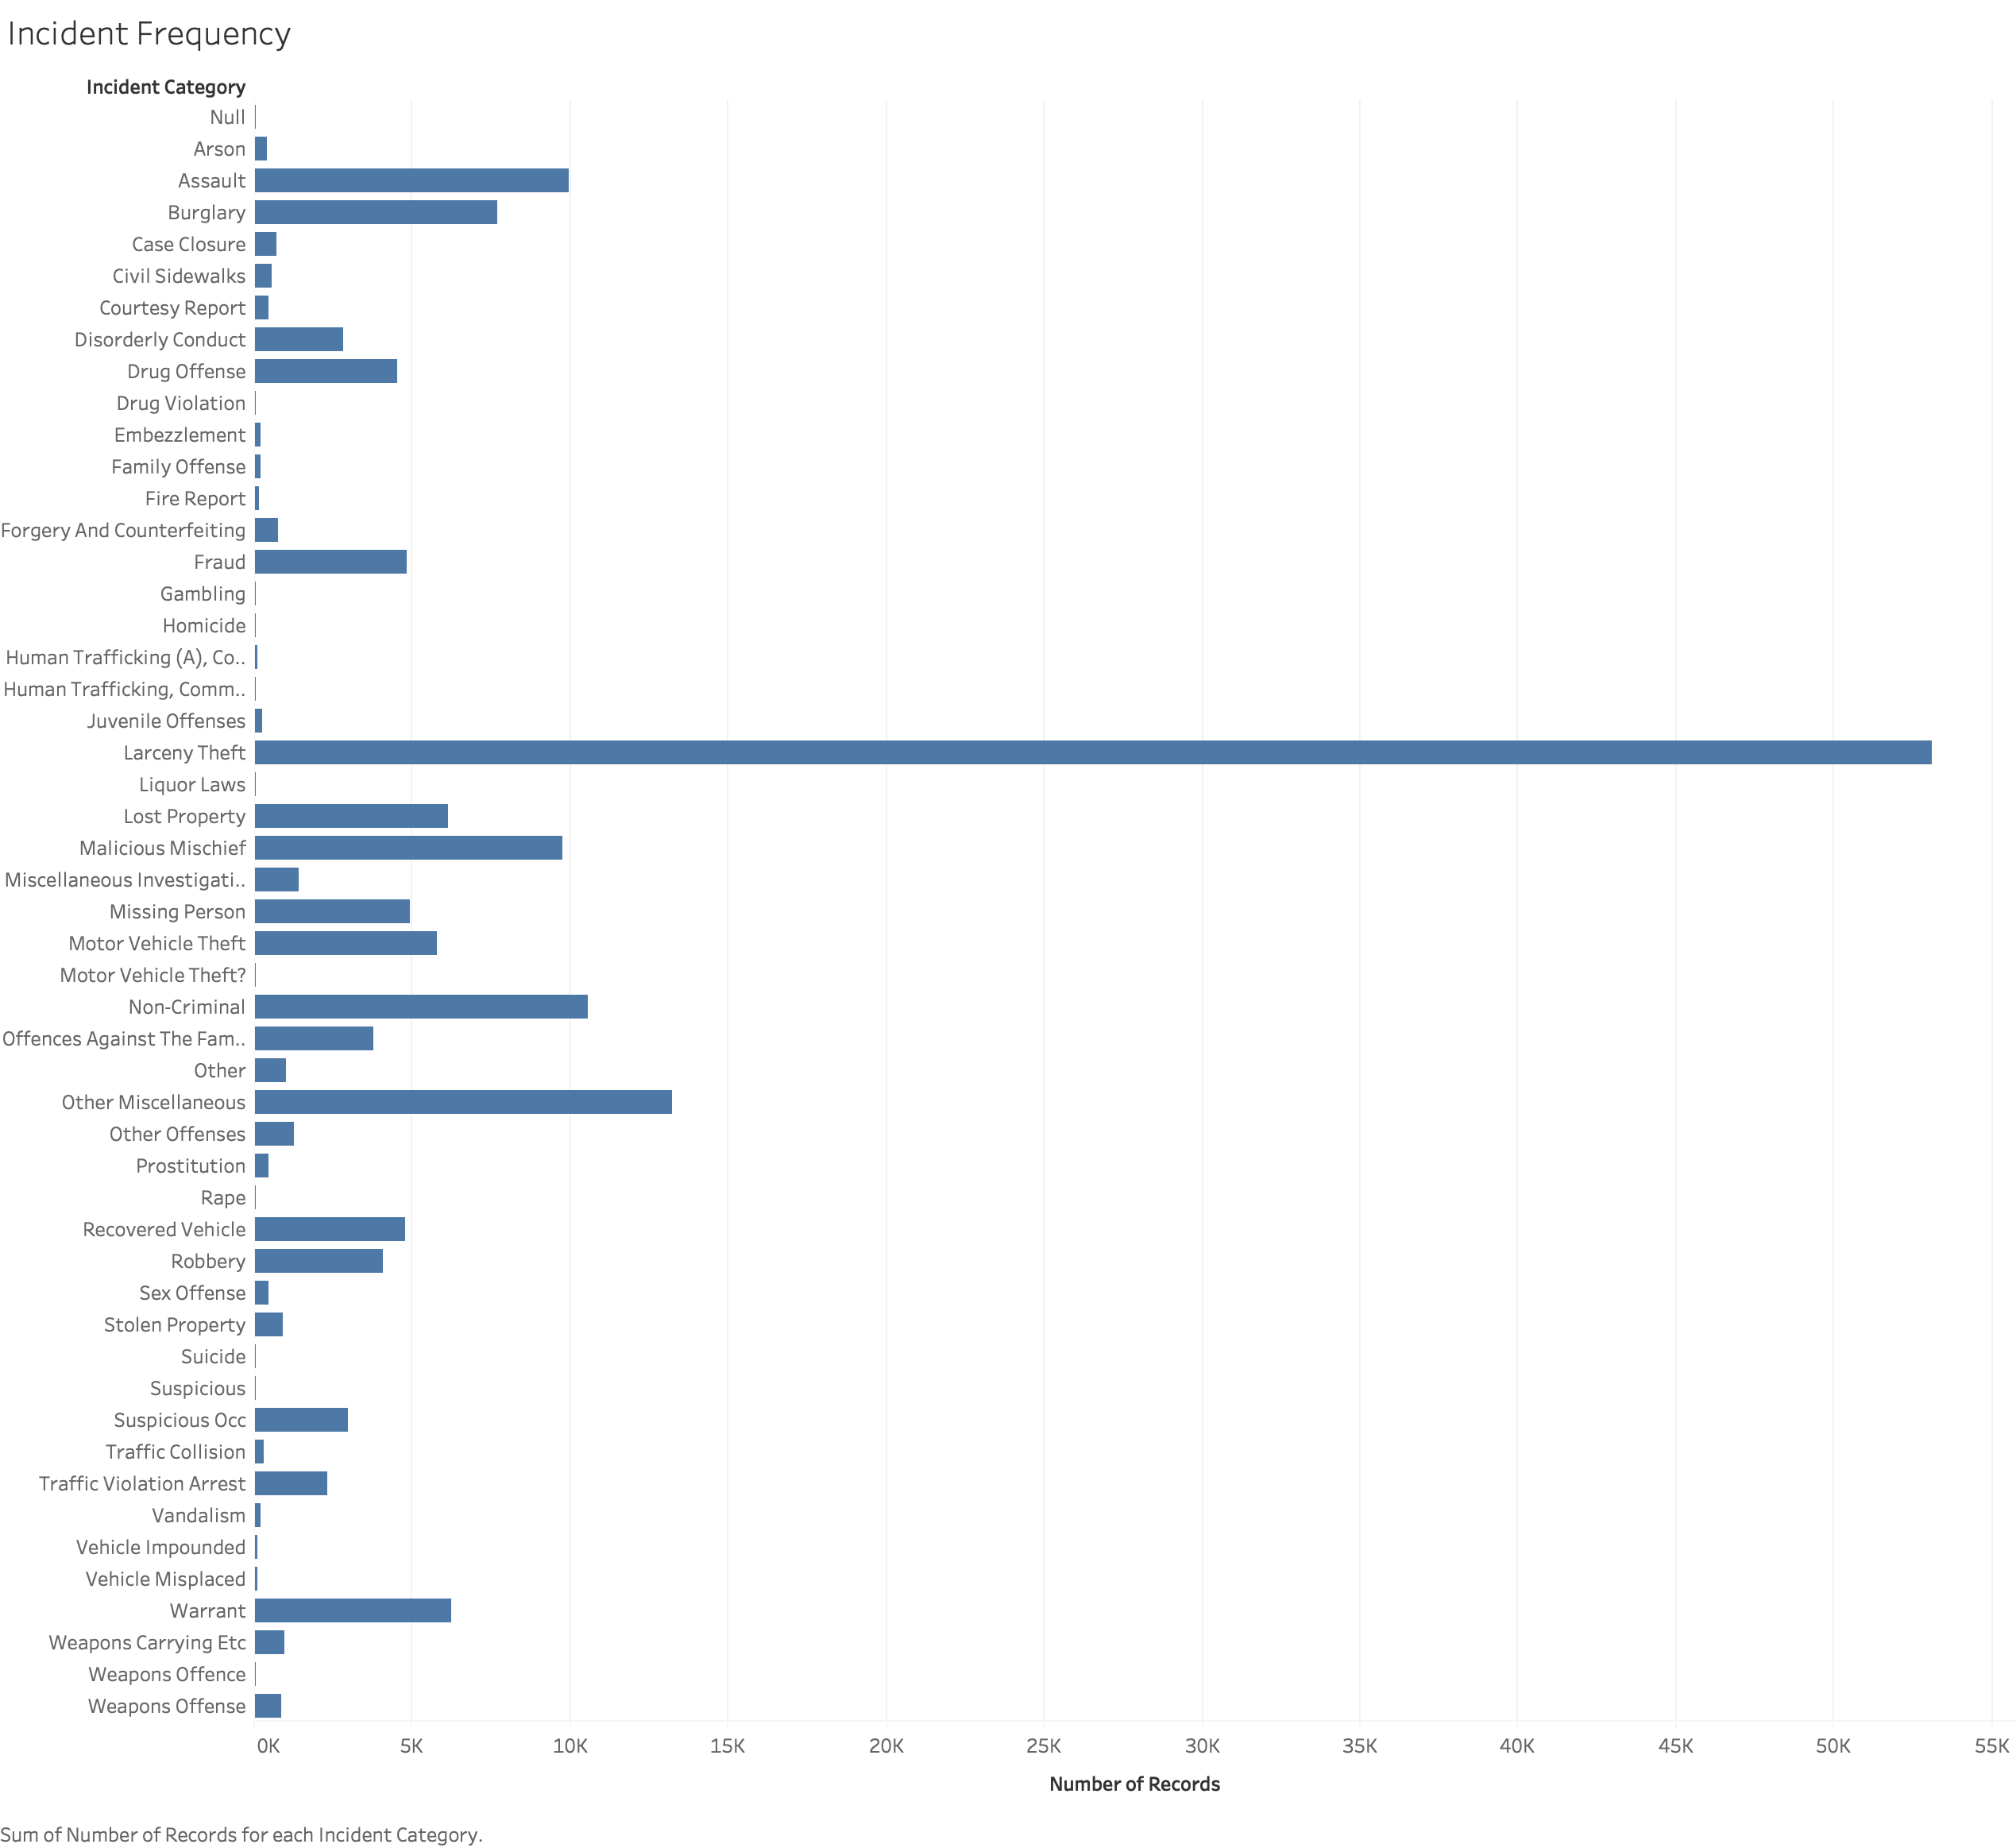 Incident Frequency
Incident Category
Null
Arson
Assault
Burglary
Case Closure
Civil Sidewalks
Courtesy Report
Disorderly Conduct
Drug Offense
Drug Violation
Embezzlement
Family Offense
Fire Report
Forgery And Counterfeiting
Fraud
Gambling
Homicide
Human Trafficking (A), Co..
Human Trafficking, Comm..
Juvenile Offenses
Larceny Theft
Liquor Laws
Lost Property
Malicious Mischief
Miscellaneous Investigati..
Missing Person
Motor Vehicle Theft
Motor Vehicle Theft?
Non-Criminal
Offences Against The Fam..
Other
Other Miscellaneous
Other Offenses
Prostitution
Rape
Recovered Vehicle
Robbery
Sex Offense
Stolen Property
Suicide
Suspicious
Suspicious Occ
Traffic Collision
Traffic Violation Arrest
Vandalism
Vehicle Impounded
Vehicle Misplaced
Warrant
Weapons Carrying Etc
Weapons Offence
Weapons Offense
0K 5K 10K 15K 20K 25K 30K 35K 40K 45K 50K 55K
Number of Records
Sum of Number of Records for each Incident Category.